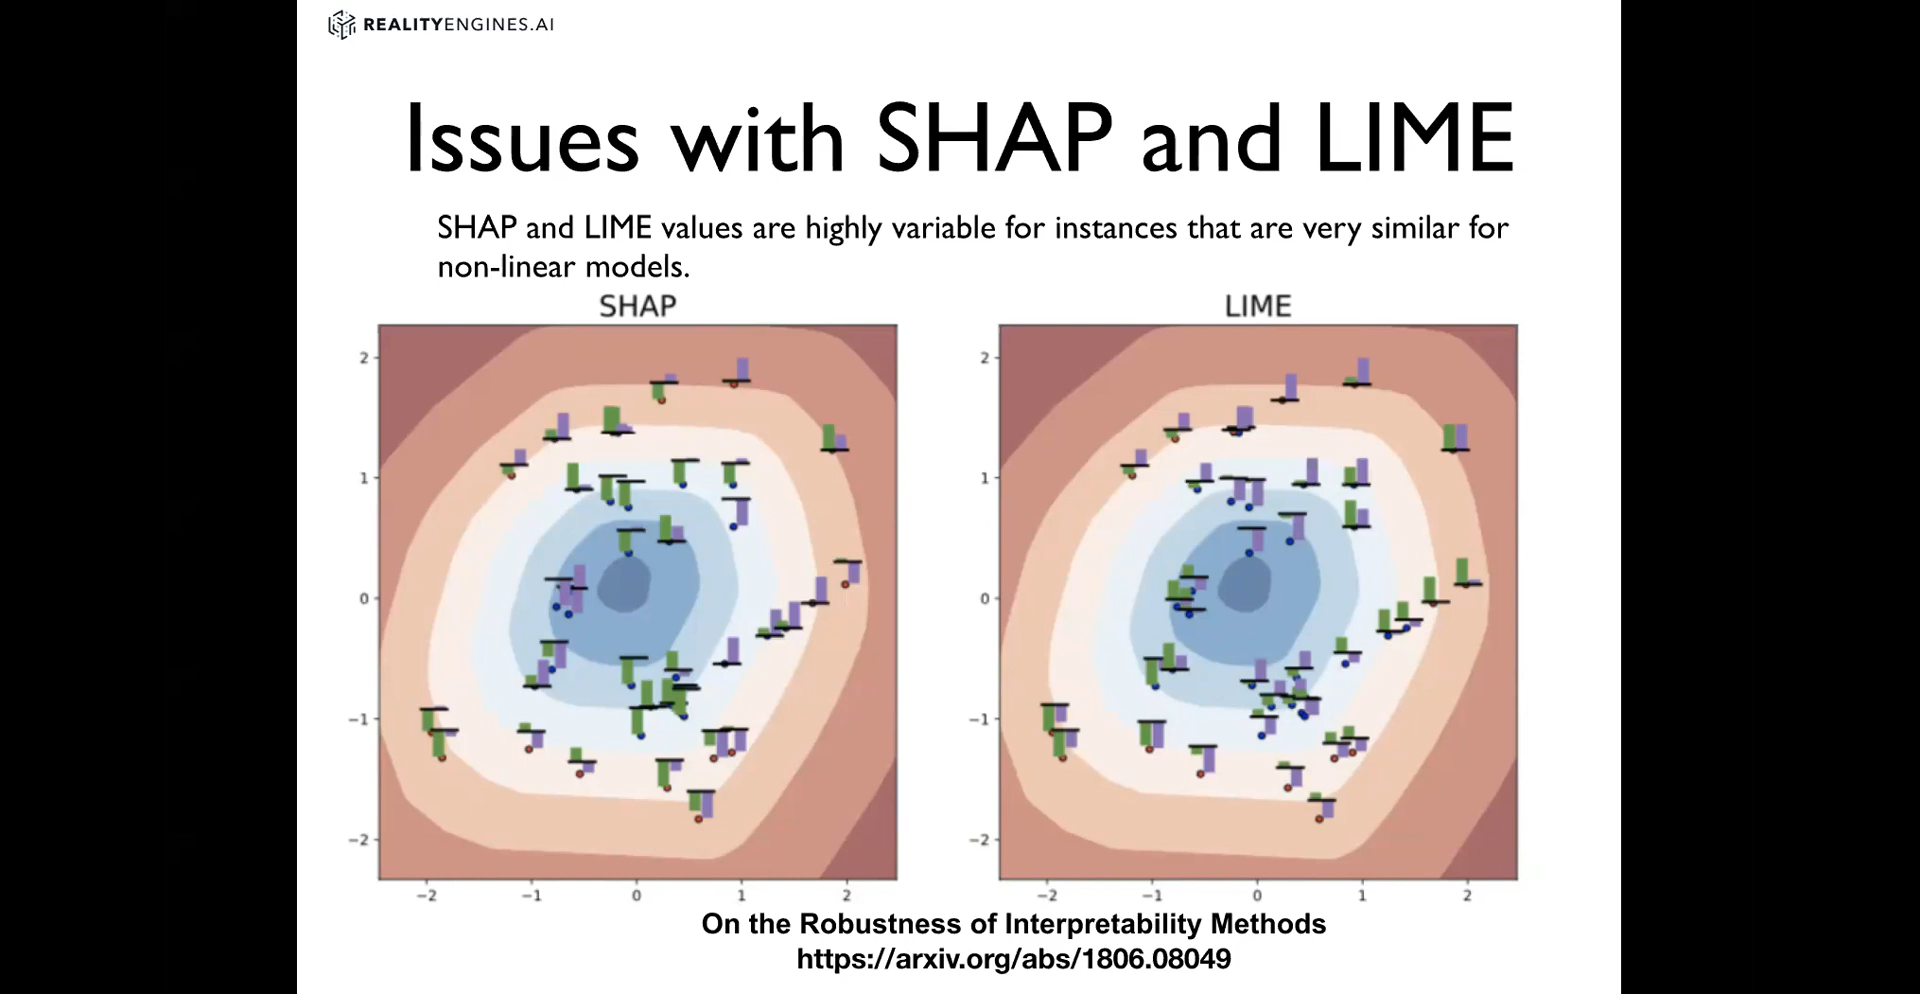 REALITYENGINES.AI
Issues with SHAP and LIME
SHAP and LIME values are highly variable for instances that are very similar for
non-linear models.
SHAP
LIME
2
1
0
−1
−2
−2
−1
0
1
2
2
1
0
−1
−2
−2
−1
0
1
2
On the Robustness of Interpretability Methods
https://arxiv.org/abs/1806.08049